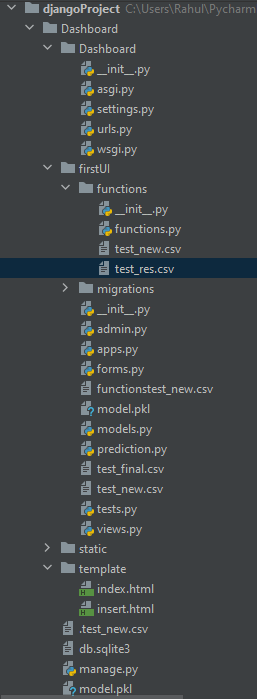 djangoProject C:\Users\Rahul\Pycharm
Dashboard
Dashboard
__init__.py
asgi.py
settings.py
urls.py
wsgi.py
firstUI
functions
__init__.py
functions.py
test_new.csv
test_res.csv
migrations
__init__.py
admin.py
apps.py
forms.py
functionstest_new.csv
model.pkl
models.py
prediction.py
test_final.csv
test_new.csv
tests.py
views.py
static
template
index.html
insert.html
.test_new.csv
db.sqlite3
manage.py
model.pkl